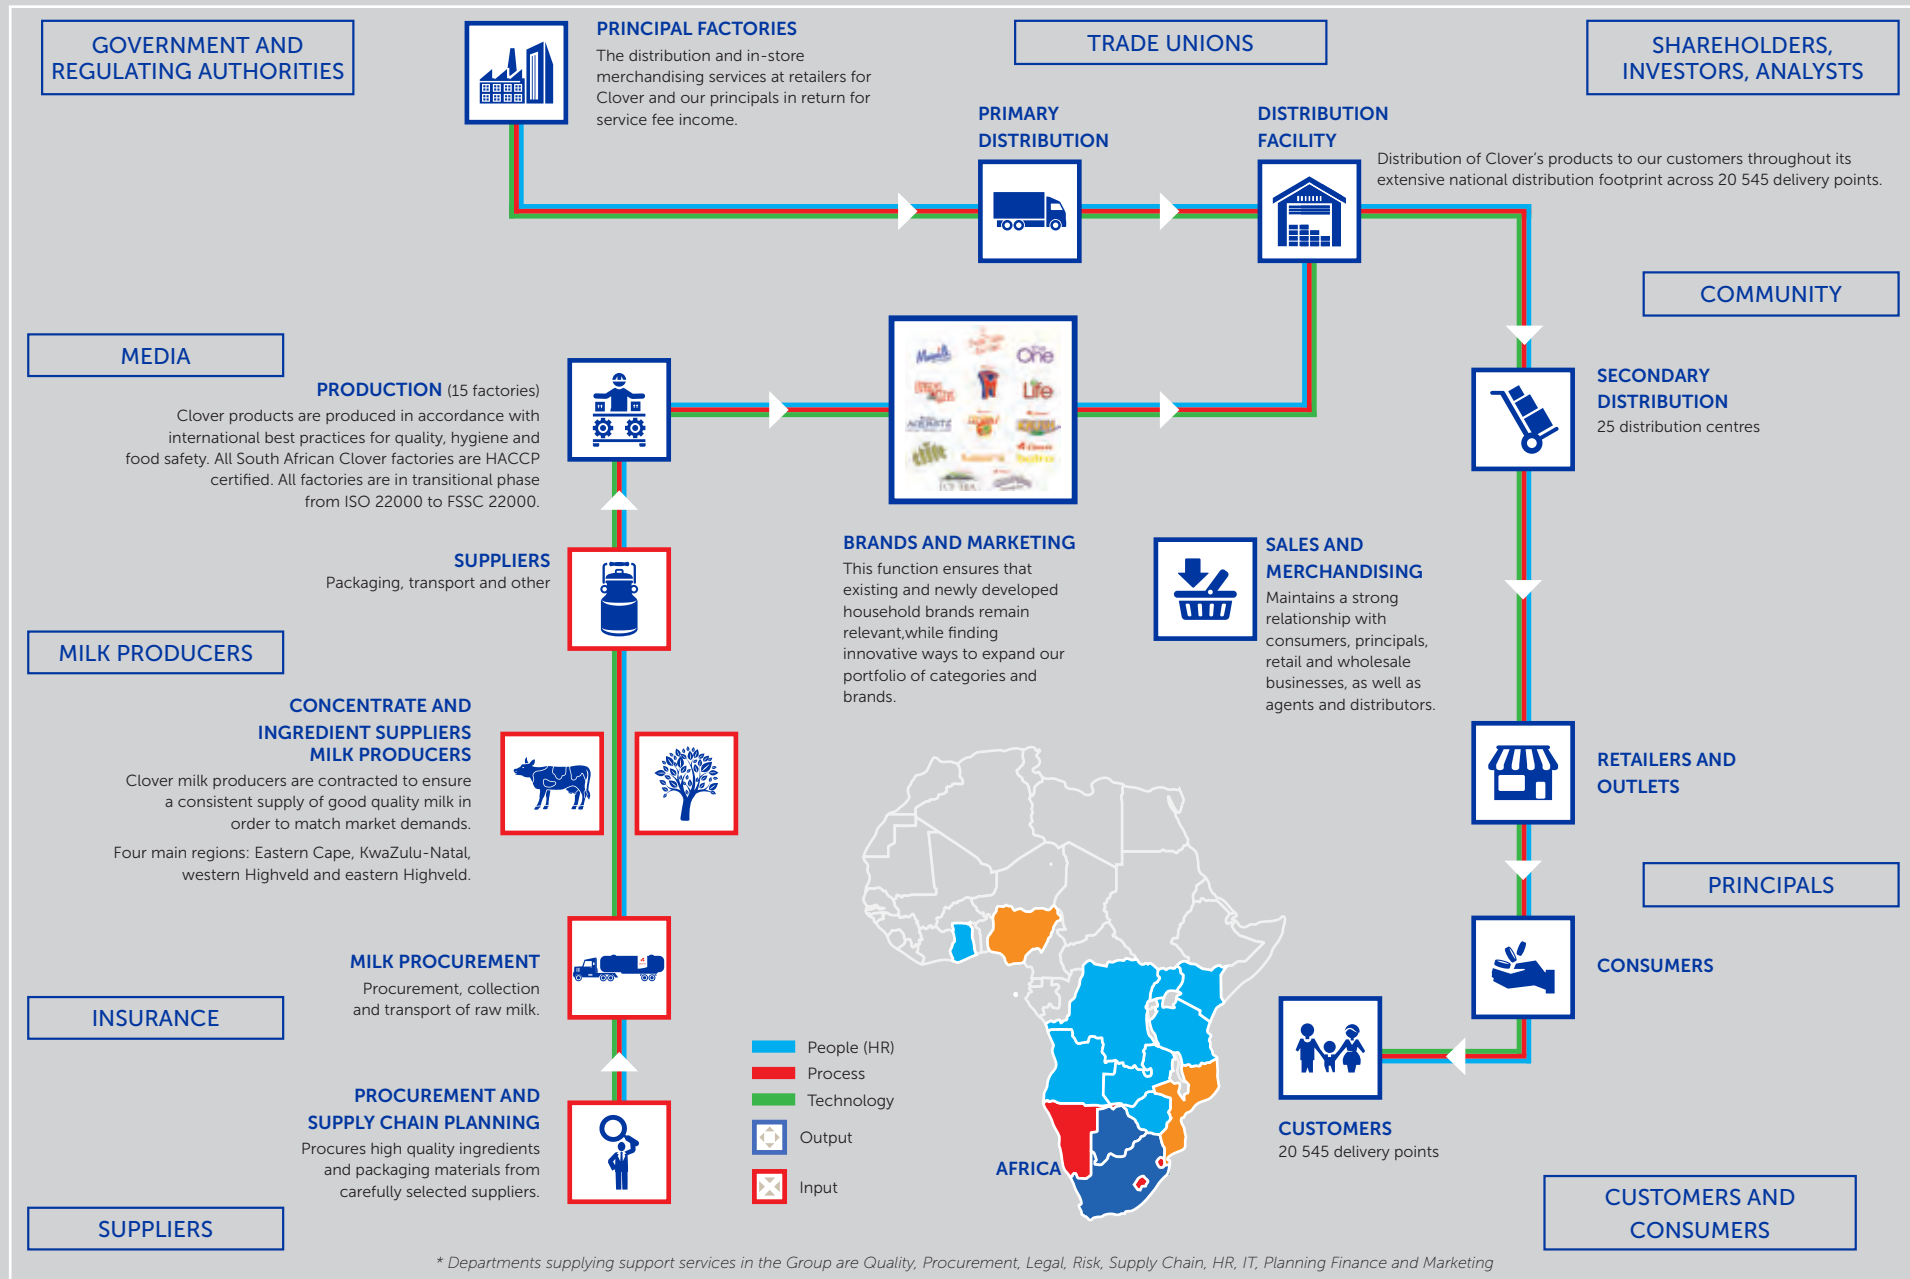 GOVERNMENT AND
REGULATING AUTHORITIES
PRINCIPAL FACTORIES
The distribution and in-store
merchandising services at retailers for
Clover and our principals in return for
service fee income.
TRADE UNIONS
SHAREHOLDERS,
INVESTORS, ANALYSTS
PRIMARY
DISTRIBUTION
DISTRIBUTION
FACILITY
Distribution of Clover's products to our customers throughout its
extensive national distribution footprint across 20 545 delivery points.
COMMUNITY
MEDIA
PRODUCTION (15 factories)
Clover products are produced in accordance with
international best practices for quality, hygiene and
food safety. All South African Clover factories are HACCP
certified. All factories are in transitional phase
from ISO 22000 to FSSC 22000.
One
Life
SECONDARY
DISTRIBUTION
25 distribution centres
SUPPLIERS
Packaging, transport and other
BRANDS AND MARKETING
This function ensures that
existing and newly developed
household brands remain
relevant,while finding
innovative ways to expand our
portfolio of categories and
brands.
SALES AND
MERCHANDISING
Maintains a strong
relationship with
consumers, principals,
retail and wholesale
businesses, as well as
agents and distributors.
MILK PRODUCERS
CONCENTRATE AND
INGREDIENT SUPPLIERS
MILK PRODUCERS
Clover milk producers are contracted to ensure
a consistent supply of good quality milk in
order to match market demands.
Four main regions: Eastern Cape, KwaZulu-Natal,
western Highveld and eastern Highveld.
RETAILERS AND
OUTLETS
PRINCIPALS
MILK PROCUREMENT
Procurement, collection
and transport of raw milk.
CONSUMERS
INSURANCE
People (HR)
Process
Technology
Output
Input
PROCUREMENT AND
SUPPLY CHAIN PLANNING
Procures high quality ingredients
and packaging materials from
carefully selected suppliers.
AFRICA
CUSTOMERS
20 545 delivery points
SUPPLIERS
CUSTOMERS AND
CONSUMERS
* Departments supplying support services in the Group are Quality, Procurement, Legal, Risk, Supply Chain, HR, IT, Planning Finance and Marketing